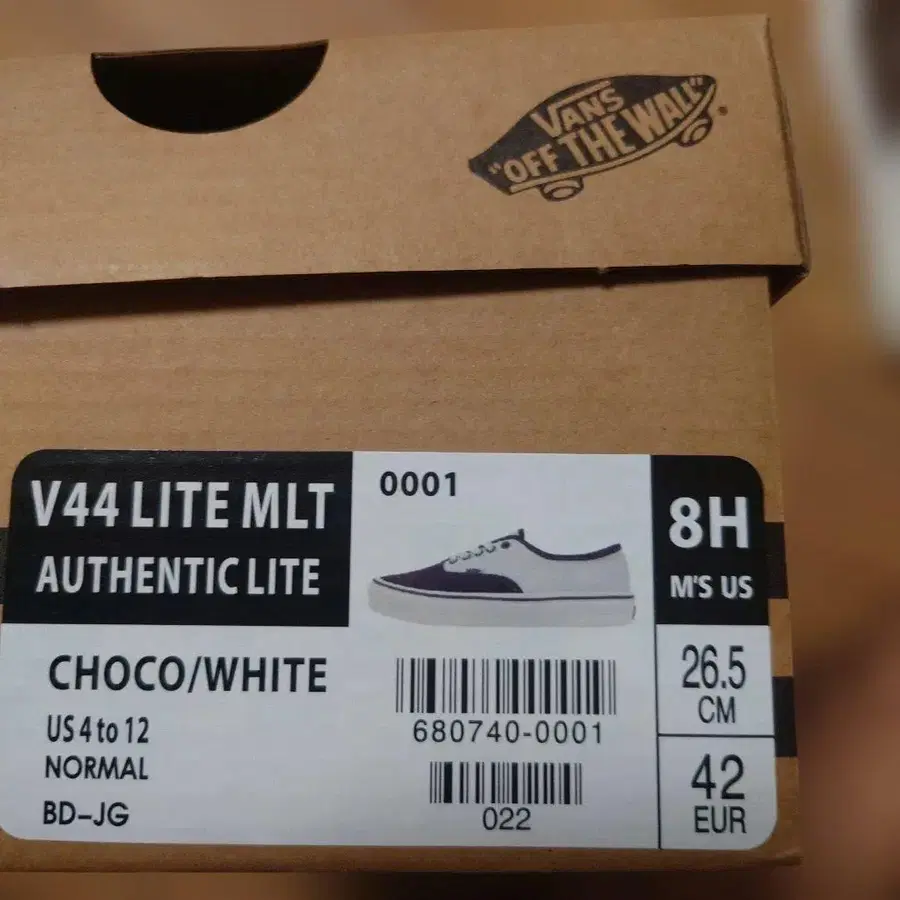 VANS
"OFF THE WALL"
V44 LITE MLT
AUTHENTIC LITE
0001
8H
M'S US
CHOCO/WHITE
US 4 to 12
NORMAL
BD-JG
680740-0001
022
26.5
CM
42
EUR